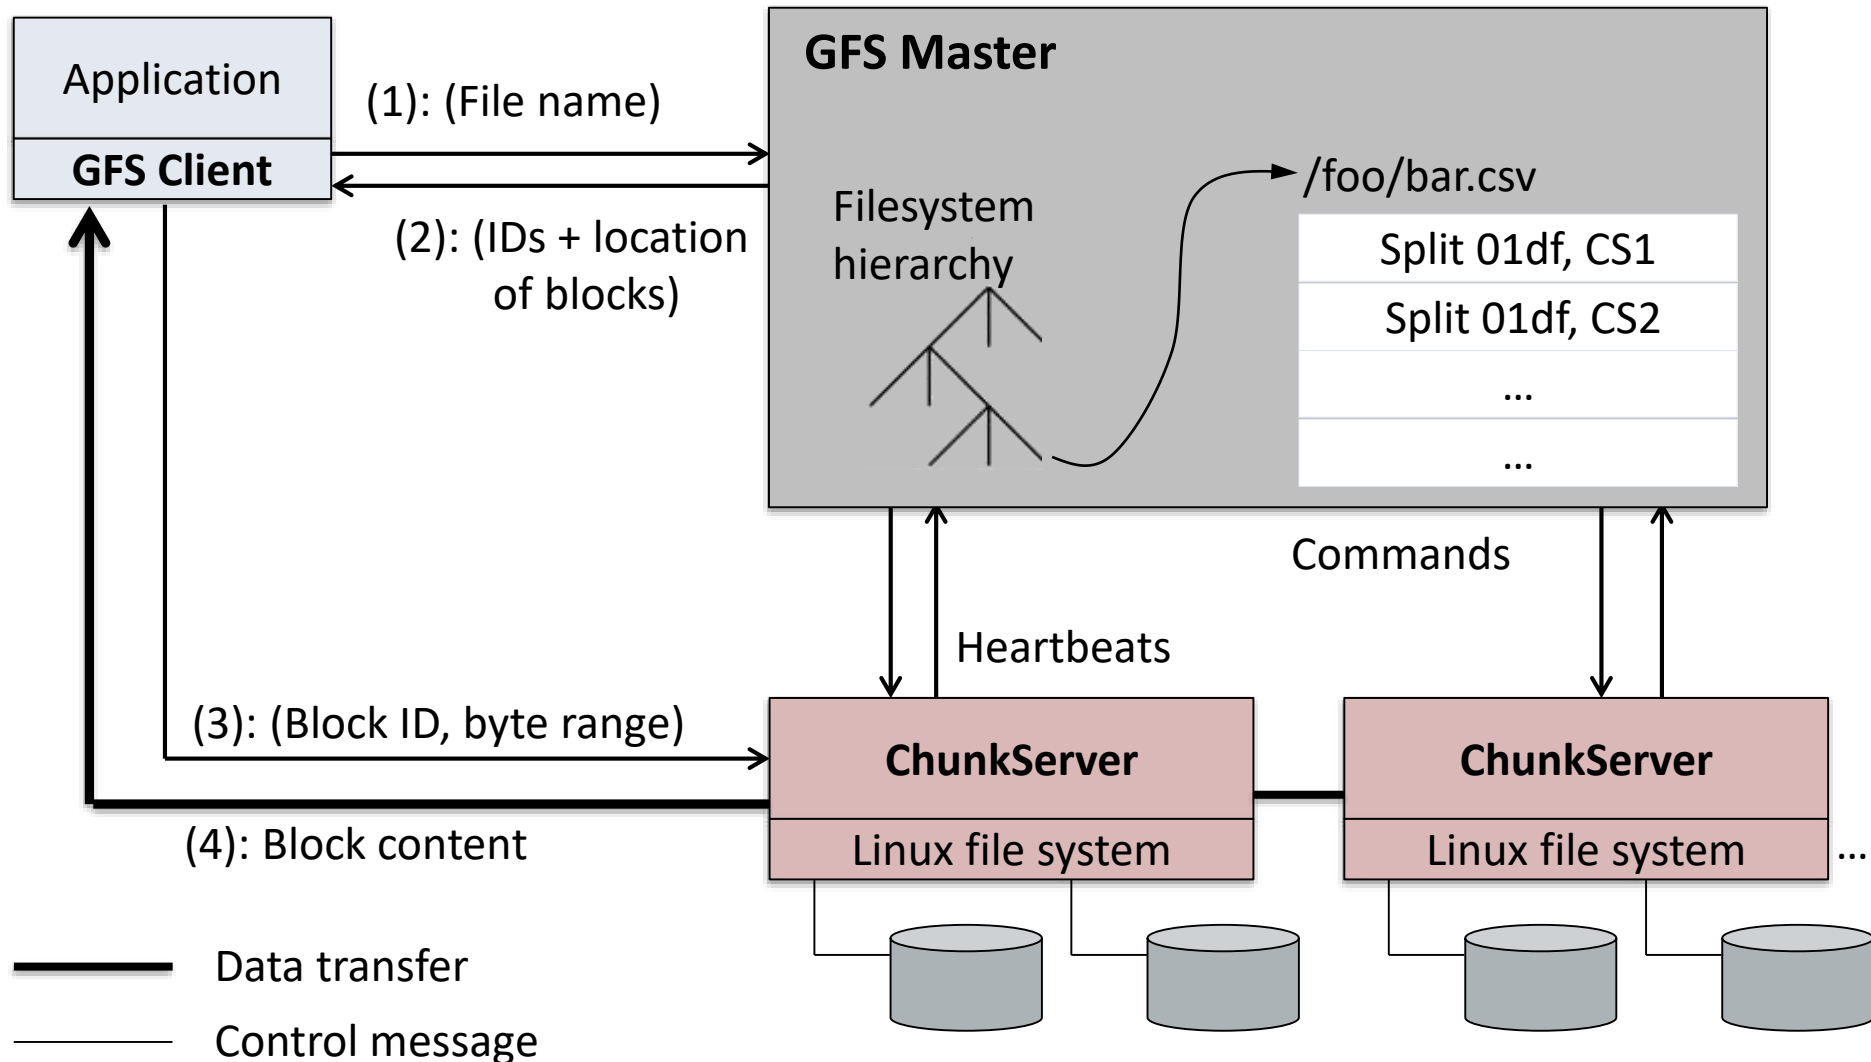 Application
GFS Client
(1): (File name)
(2): (IDs + location
of blocks)
GFS Master
Filesystem
hierarchy
/foo/bar.csv
Split 01df, CS1
Split 01df, CS2
...
...
Commands
Heartbeats
(3): (Block ID, byte range)
(4): Block content
ChunkServer
Linux file system
ChunkServer
Linux file system
...
Data transfer
Control message